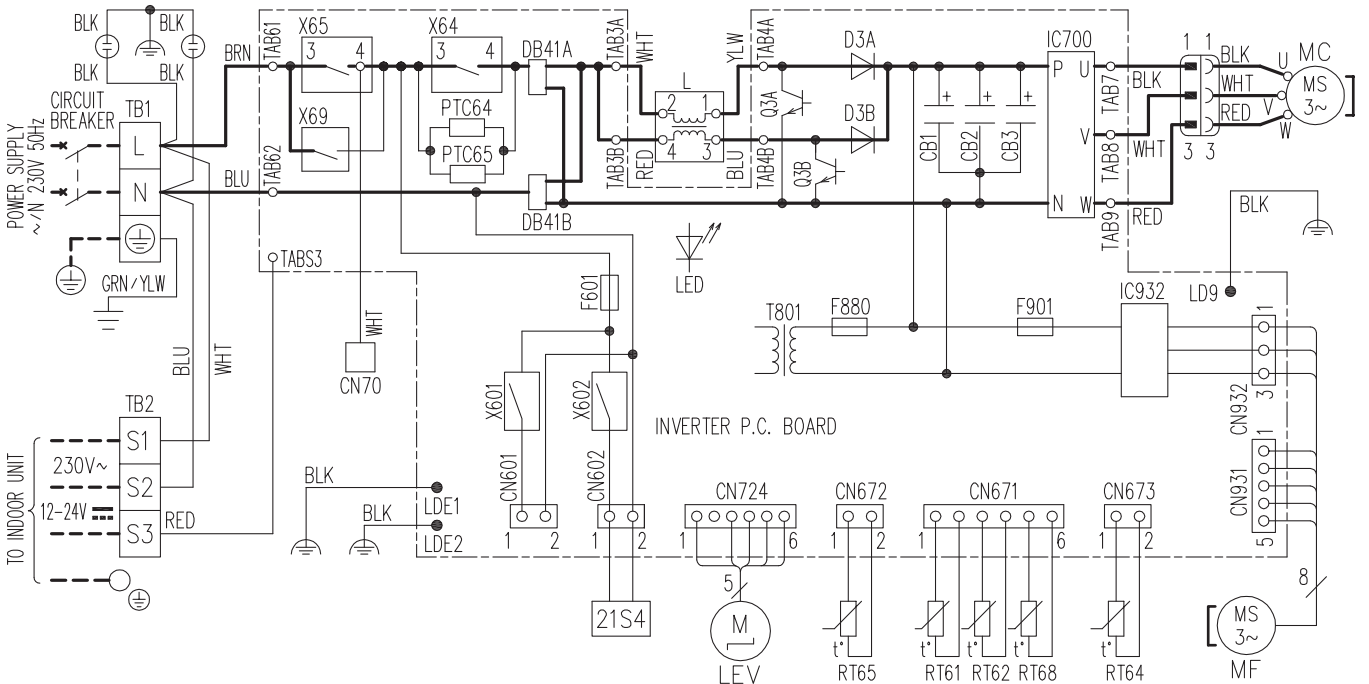 BLK BLK
BLK BLK
CIRCUIT
BREAKER
POWER SUPPLY
~/N 230V 50Hz
TB1
L
N
GRN/YLW
BRN
BLU
TAB61
TAB62
TABS3
X65
3 4
X69
X64
3 4
PTC64
PTC65
DB41A
DB41B
TAB3A
WHT
TAB3B
RED
L
2 1
4 3
YLW
TAB4A
BLU
TAB4B
D3A
Q3A
D3B
Q3B
CB1
+
CB2
+
CB3
+
IC700
P U
V
N W
TAB7
TAB8
TAB9
BLK
WHT
RED
1 1
3 3
BLK
WHT
RED
U
V
W
MC
MS
3~
BLK
LD9
LED
BLU
WHT
TB2
S1
S2
S3
TO INDOOR UNIT
230V~
12-24V
RED
WHT
CN70
F601
X601
X602
T801
F880
F901
IC932
1
3
CN932
1
5
CN931
INVERTER P.C. BOARD
BLK
LDE1
BLK
LDE2
CN601
1 2
CN602
1 2
21S4
CN724
1 6
5
M
LEV
CN672
1 2
t°
RT65
CN671
1 6
t° t° t°
RT61 RT62 RT68
CN673
1 2
t°
RT64
8
MS
3~
MF